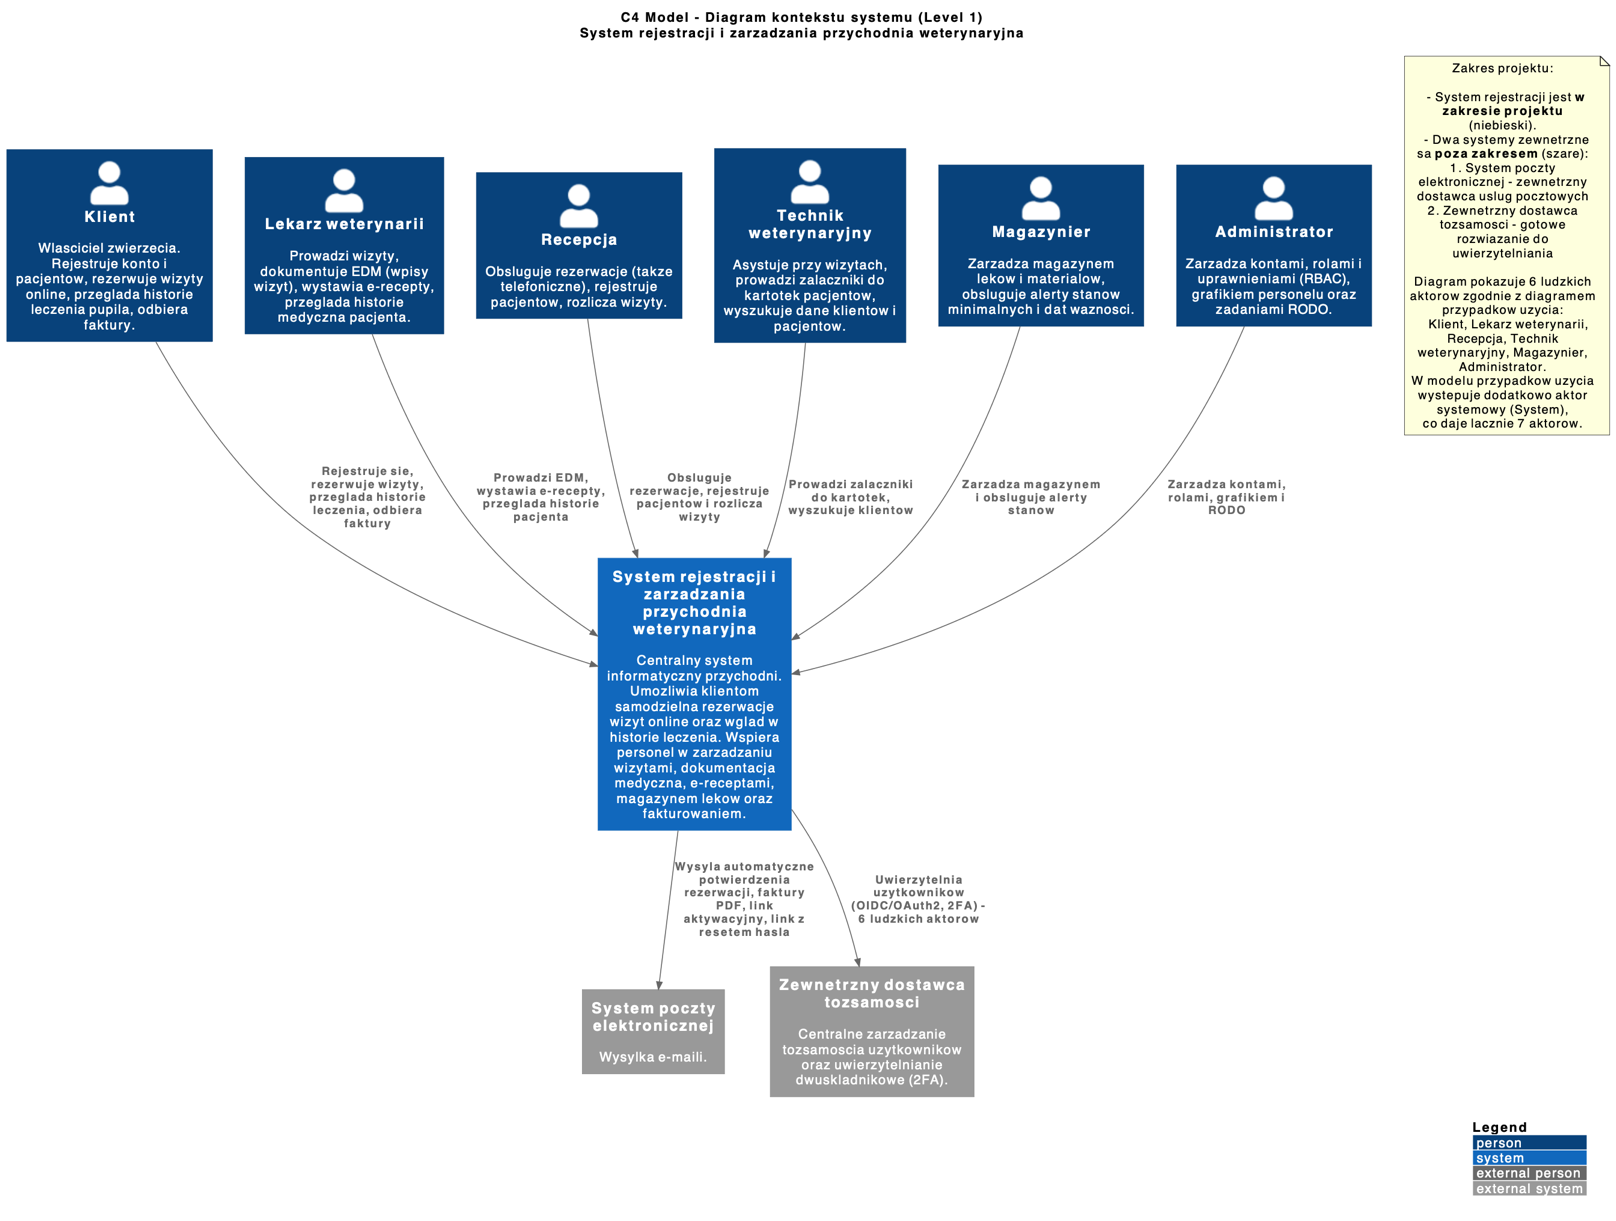 C4 Model - Diagram kontekstu systemu (Level 1)
System rejestracji i zarzadzania przychodnia weterynaryjna
Zakres projektu:
- System rejestracji jest w
zakresie projektu
(niebieski).
- Dwa systemy zewnetrzne
sa poza zakresem (szare):
1. System poczty
elektronicznej - zewnetrzny
dostawca uslug pocztowych
2. Zewnetrzny dostawca
tozsamosci - gotowe
rozwiazanie do
uwierzytelniania
Diagram pokazuje 6 ludzkich
aktorow zgodnie z diagramem
przypadkow uzycia:
Klient, Lekarz weterynarii,
Recepcja, Technik
weterynaryjny, Magazynier,
Administrator.
W modelu przypadkow uzycia
wystepuje dodatkowo aktor
systemowy (System),
co daje lacznie 7 aktorow.
Klient
Wlasciciel zwierzecia.
Rejestruje konto i
pacjentow, rezerwuje wizyty
online, przeglada historie
leczenia pupila, odbiera
faktury.
Lekarz weterynarii
Prowadzi wizyty,
dokumentuje EDM (wpisy
wizyt), wystawia e-recepty,
przeglada historie
medyczna pacjenta.
Recepcja
Obsluguje rezerwacje (takze
telefoniczne), rejestruje
pacjentow, rozlicza wizyty.
Technik
weterynaryjny
Asystuje przy wizytach,
prowadzi zalaczniki do
kartotek pacjentow,
wyszukuje dane klientow i
pacjentow.
Magazynier
Zarzadza magazynem
lekow i materialow,
obsluguje alerty stanow
minimalnych i dat waznosci.
Administrator
Zarzadza kontami, rolami i
uprawnieniami (RBAC),
grafikiem personelu oraz
zadaniami RODO.
Rejestruje sie,
rezerwuje wizyty,
przeglada historie
leczenia, odbiera
faktury
Prowadzi EDM,
wystawia e-recepty,
przeglada historie
pacjenta
Obsluguje
rezerwacje, rejestruje
pacjentow i rozlicza
wizyty
Prowadzi zalaczniki
do kartotek,
wyszukuje klientow
Zarzadza magazynem
i obsluguje alerty
stanow
Zarzadza kontami,
rolami, grafikiem i
RODO
System rejestracji i
zarzadzania
przychodnia
weterynaryjna
Centralny system
informatyczny przychodni.
Umozliwia klientom
samodzielna rezerwacje
wizyt online oraz wglad w
historie leczenia. Wspiera
personel w zarzadzaniu
wizytami, dokumentacja
medyczna, e-receptami,
magazynem lekow oraz
fakturowaniem.
Wysyla automatyczne
potwierdzenia
rezerwacji, faktury
PDF, link
aktywacyjny, link z
resetem hasla
Uwierzytelnia
uzytkownikow
(OIDC/OAuth2, 2FA) -
6 ludzkich aktorow
System poczty
elektronicznej
Wysylka e-maili.
Zewnetrzny dostawca
tozsamosci
Centralne zarzadzanie
tozsamoscia uzytkownikow
oraz uwierzytelnianie
dwuskladnikowe (2FA).
Legend
person
system
external person
external system